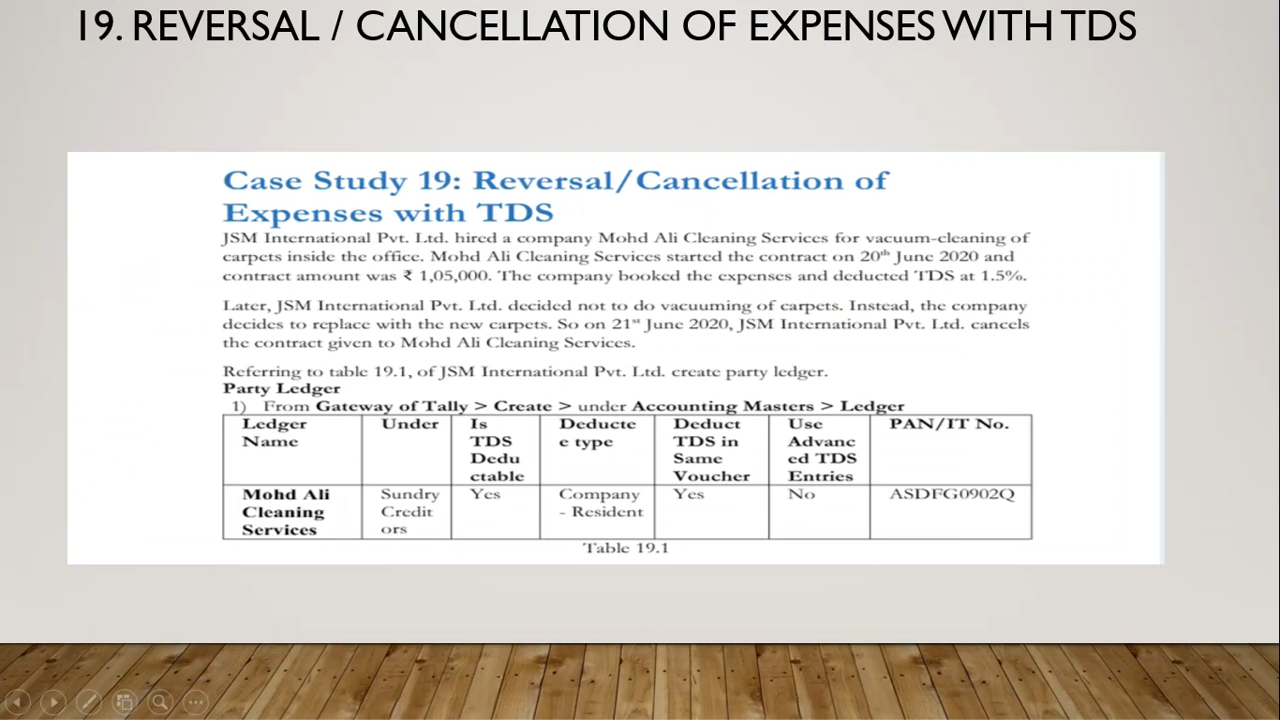 19. REVERSAL / CANCELLATION OF EXPENSES WITH TDS
Case Study 19: Reversal/Cancellation of
Expenses with TDS
JSM International Pvt. Ltd. hired a company Mohd Ali Cleaning Services for vacuum-cleaning of
carpets inside the office. Mohd Ali Cleaning Services started the contract on 20th June 2020 and
contract amount was ₹ 1,05,000. The company booked the expenses and deducted TDS at 1.5%.
Later, JSM International Pvt. Ltd. decided not to do vacuuming of carpets. Instead, the company
decides to replace with the new carpets. So on 21st June 2020, JSM International Pvt. Ltd. cancels
the contract given to Mohd Ali Cleaning Services.
Referring to table 19.1, of JSM International Pvt. Ltd. create party ledger.
Party Ledger
1) From Gateway of Tally > Create > under Accounting Masters > Ledger
Ledger Under Is Deducte Deduct Use PAN/IT No.
Name TDS e type TDS in Advanc
Dedu Same ed TDS
ctable Voucher Entries
Mohd Ali Sundry Yes Company Yes No ASDFG0902Q
Cleaning Credit - Resident
Services ors
Table 19.1